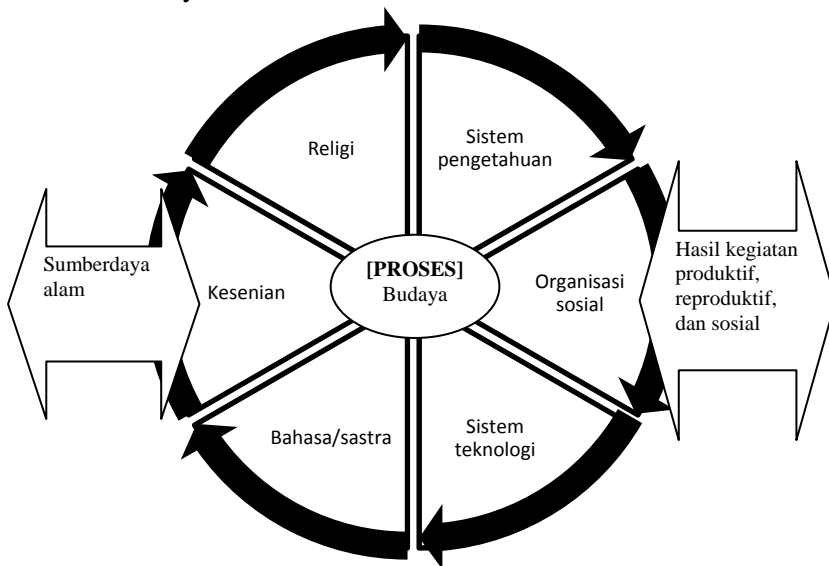 Religi
Sistem
pengetahuan
Sumberdaya
alam
Kesenian
[PROSES]
Budaya
Organisasi
sosial
Hasil kegiatan
produktif,
reproduktif,
dan sosial
Bahasa/sastra
Sistem
teknologi